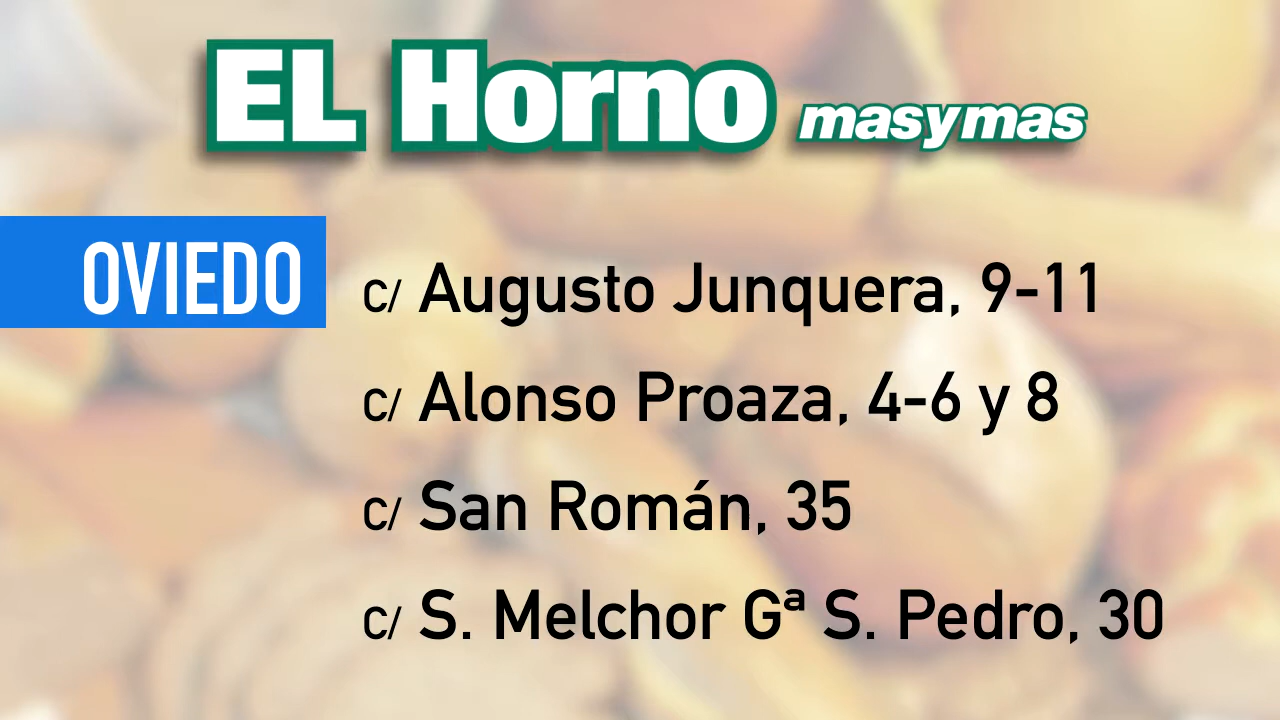 EL Horno masymas
OVIEDO
c/ Augusto Junquera, 9-11
c/ Alonso Proaza, 4-6 y 8
c/ San Román, 35
c/ S. Melchor Gª S. Pedro, 30